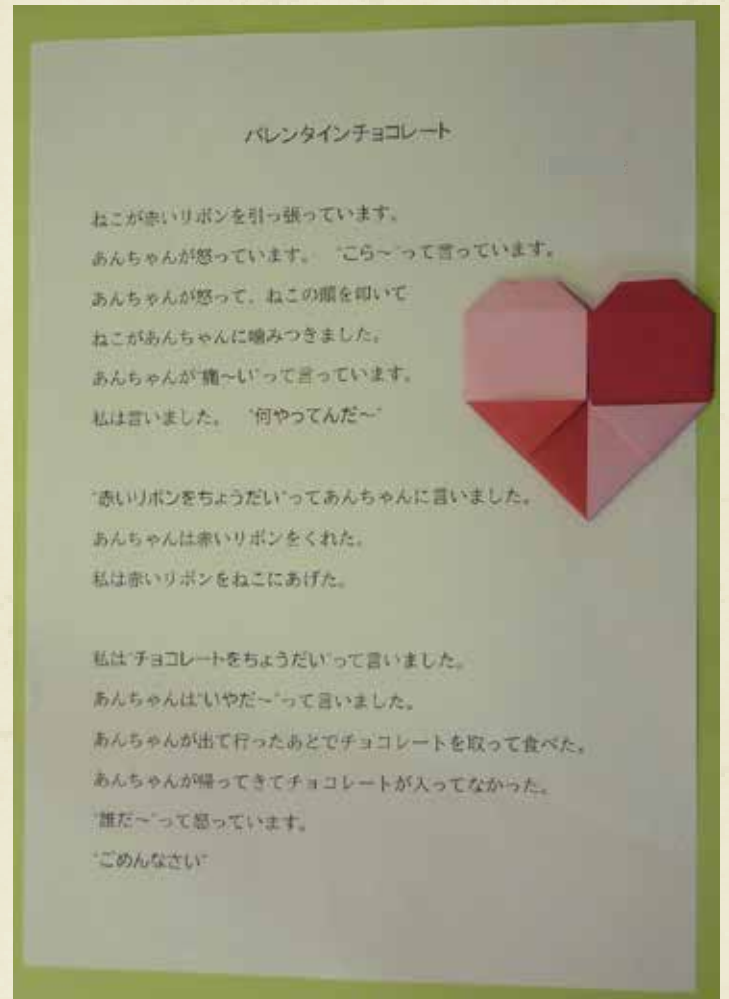 バレンタインチョコレート
ねこが赤いリボンを引っ張っています。
あんちゃんが怒っています。　"こら～"って言っています。
あんちゃんが怒って、ねこの頭を叩いて
ねこがあんちゃんに噛みつきました。
あんちゃんが"痛～い"って言っています。
私は言いました。　"何やってんだ～"
"赤いリボンをちょうだい"ってあんちゃんに言いました。
あんちゃんは赤いリボンをくれた。
私は赤いリボンをねこにあげた。
私は"チョコレートをちょうだい"って言いました。
あんちゃんは"いやだ～"って言いました。
あんちゃんが出て行ったあとでチョコレートを取って食べた。
あんちゃんが帰ってきてチョコレートが入ってなかった。
"誰だ～"って怒っています。
"ごめんなさい"